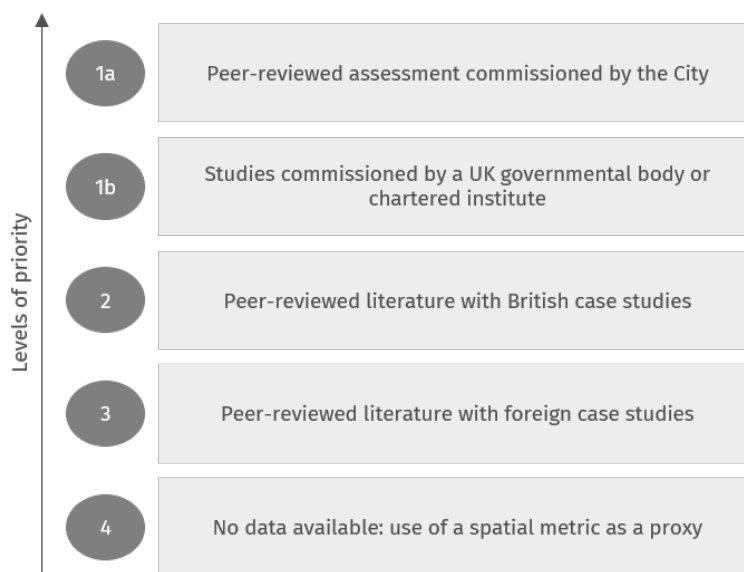 Levels of priority
1a
Peer-reviewed assessment commissioned by the City
1b
Studies commissioned by a UK governmental body or
chartered institute
2
Peer-reviewed literature with British case studies
3
Peer-reviewed literature with foreign case studies
4
No data available: use of a spatial metric as a proxy